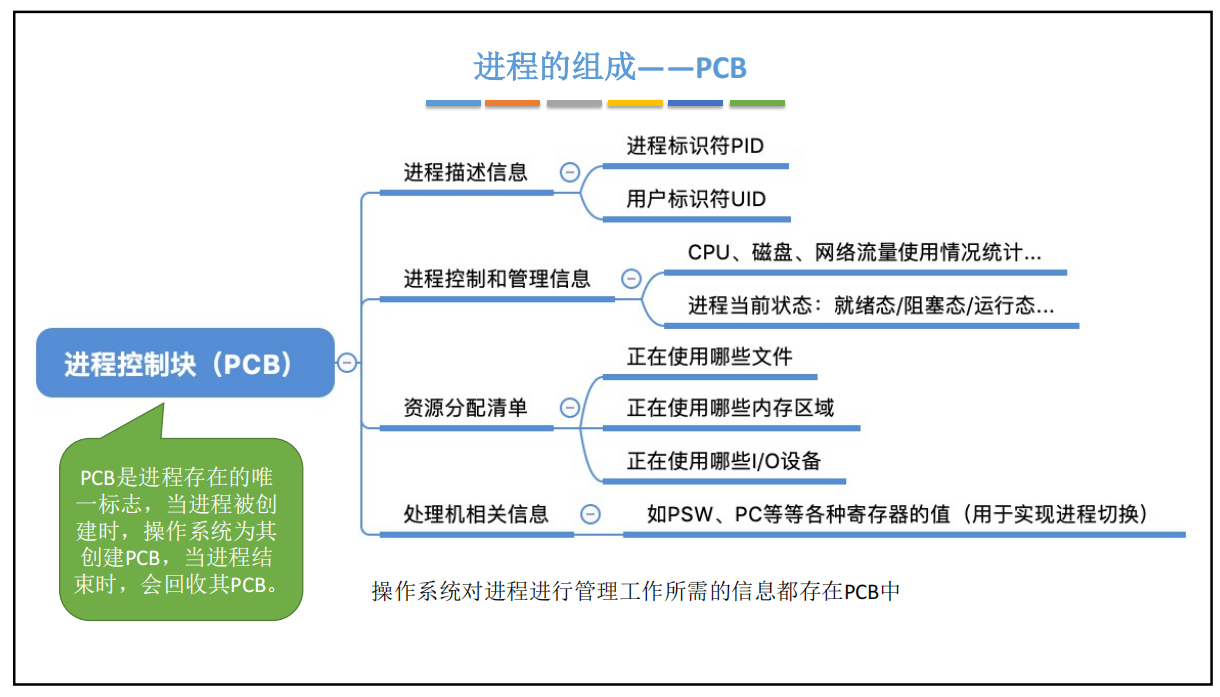 进程的组成——PCB
进程描述信息
进程标识符PID
用户标识符UID
进程控制和管理信息
CPU、磁盘、网络流量使用情况统计...
进程当前状态：就绪态/阻塞态/运行态...
进程控制块（PCB）
资源分配清单
正在使用哪些文件
正在使用哪些内存区域
正在使用哪些I/O设备
处理机相关信息
如PSW、PC等等各种寄存器的值（用于实现进程切换）
PCB是进程存在的唯
一标志，当进程被创
建时，操作系统为其
创建PCB，当进程结
束时，会回收其PCB。
操作系统对进程进行管理工作所需的信息都存在PCB中